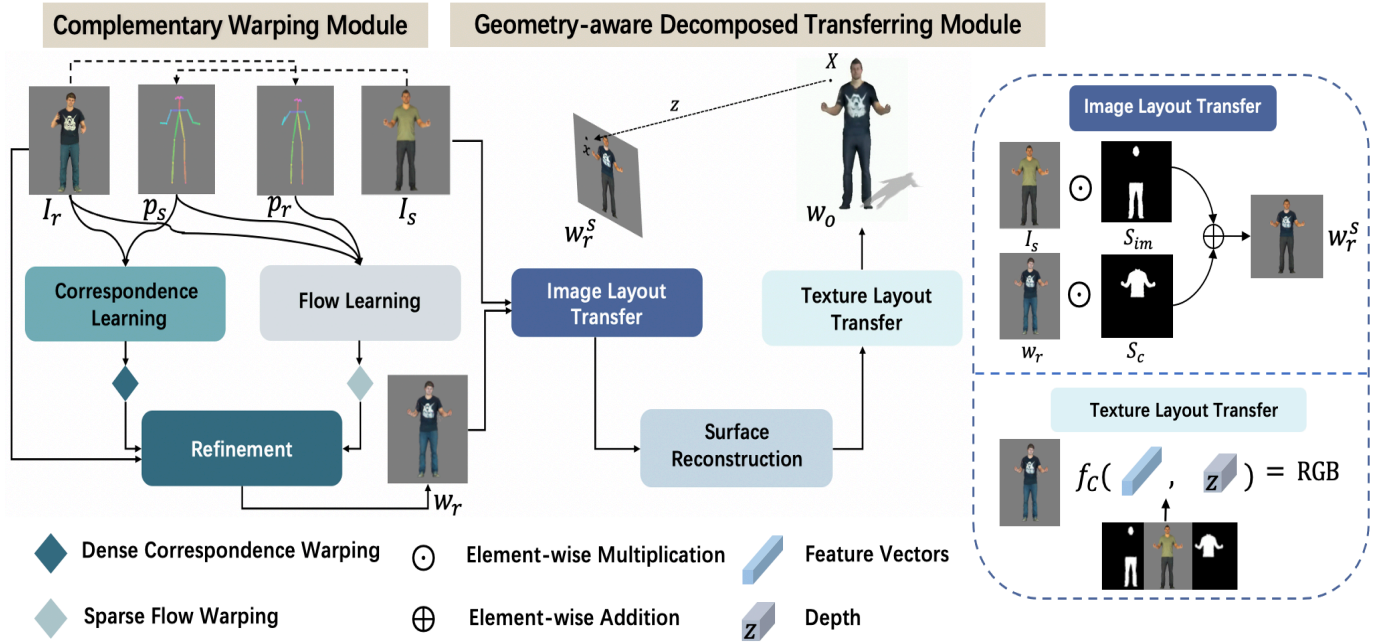 Complementary Warping Module
Geometry-aware Decomposed Transferring Module
I_r
p_s
p_r
I_s
X
z
x
w_r^s
w_o
Correspondence
Learning
Flow Learning
Refinement
w_r
Image Layout
Transfer
Texture Layout
Transfer
Surface
Reconstruction
Image Layout Transfer
I_s
S_im
w_r
S_c
w_r^s
Texture Layout Transfer
f_C( , z ) = RGB
Dense Correspondence Warping
Element-wise Multiplication
Feature Vectors
Sparse Flow Warping
Element-wise Addition
z
Depth